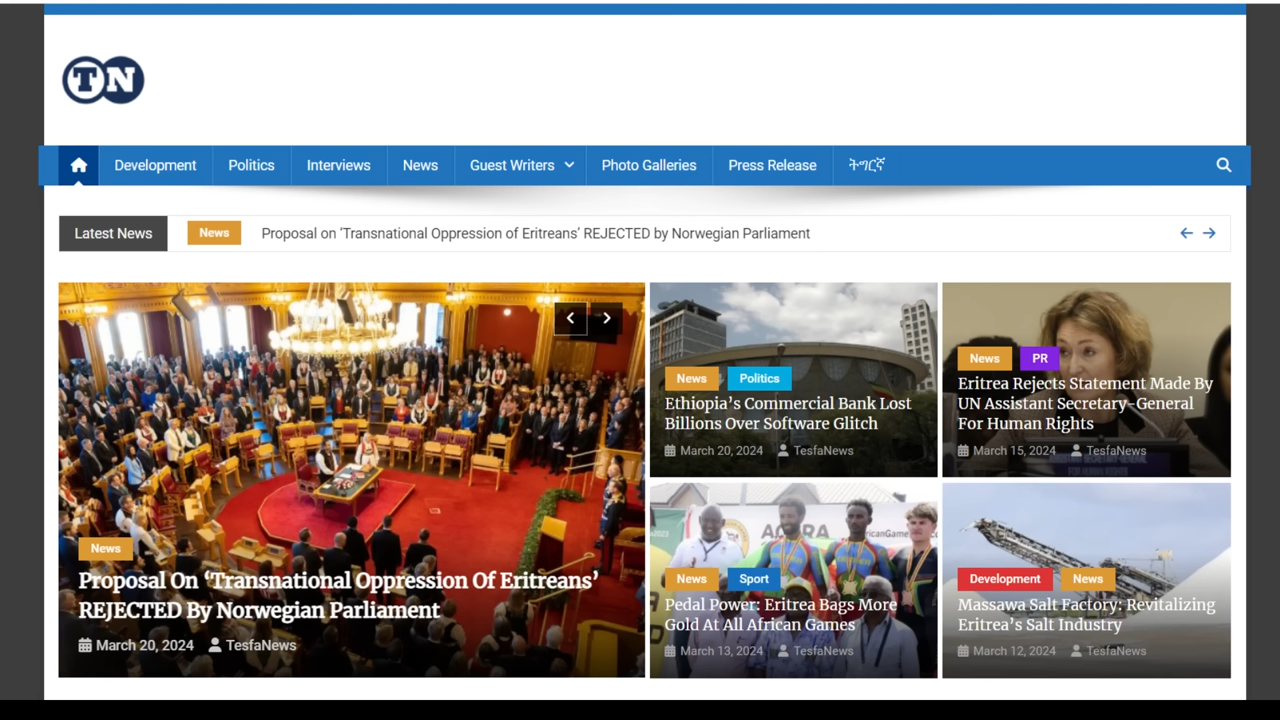 TN
Development Politics Interviews News Guest Writers Photo Galleries Press Release ትግርኛ
Latest News News Proposal on ‘Transnational Oppression of Eritreans’ REJECTED by Norwegian Parliament
News
Proposal On ‘Transnational Oppression Of Eritreans’
REJECTED By Norwegian Parliament
March 20, 2024 TesfaNews
News Politics
Ethiopia’s Commercial Bank Lost
Billions Over Software Glitch
March 20, 2024 TesfaNews
News PR
Eritrea Rejects Statement Made By
UN Assistant Secretary-General
For Human Rights
March 15, 2024 TesfaNews
News Sport
Pedal Power: Eritrea Bags More
Gold At All African Games
March 13, 2024 TesfaNews
Development News
Massawa Salt Factory: Revitalizing
Eritrea’s Salt Industry
March 12, 2024 TesfaNews